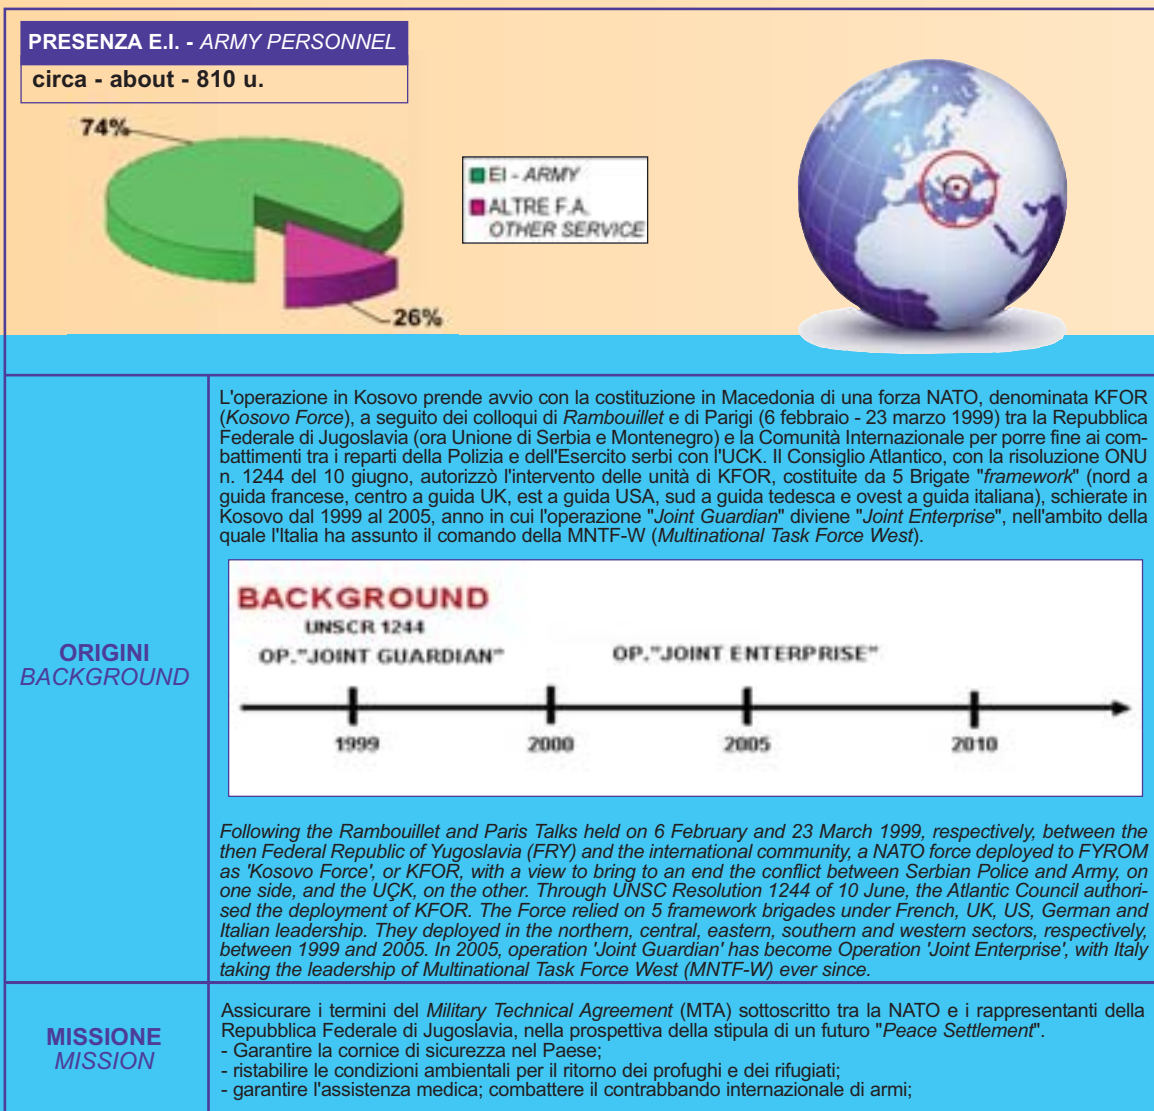 PRESENZA E.I. - ARMY PERSONNEL
circa - about - 810 u.
74%
26%
EI - ARMY
ALTRE F.A.
OTHER SERVICE
ORIGINI
BACKGROUND
L'operazione in Kosovo prende avvio con la costituzione in Macedonia di una forza NATO, denominata KFOR
(Kosovo Force), a seguito dei colloqui di Rambouillet e di Parigi (6 febbraio - 23 marzo 1999) tra la Repubblica
Federale di Jugoslavia (ora Unione di Serbia e Montenegro) e la Comunità Internazionale per porre fine ai com-
battimenti tra i reparti della Polizia e dell'Esercito serbi con l'UCK. Il Consiglio Atlantico, con la risoluzione ONU
n. 1244 del 10 giugno, autorizzò l'intervento delle unità di KFOR, costituite da 5 Brigate "framework" (nord a
guida francese, centro a guida UK, est a guida USA, sud a guida tedesca e ovest a guida italiana), schierate in
Kosovo dal 1999 al 2005, anno in cui l'operazione "Joint Guardian" diviene "Joint Enterprise", nell'ambito della
quale l'Italia ha assunto il comando della MNTF-W (Multinational Task Force West).
BACKGROUND
UNSCR 1244
OP."JOINT GUARDIAN"
OP."JOINT ENTERPRISE"
1999
2000
2005
2010
Following the Rambouillet and Paris Talks held on 6 February and 23 March 1999, respectively, between the
then Federal Republic of Yugoslavia (FRY) and the international community, a NATO force deployed to FYROM
as 'Kosovo Force', or KFOR, with a view to bring to an end the conflict between Serbian Police and Army, on
one side, and the UÇK, on the other. Through UNSC Resolution 1244 of 10 June, the Atlantic Council authori-
sed the deployment of KFOR. The Force relied on 5 framework brigades under French, UK, US, German and
Italian leadership. They deployed in the northern, central, eastern, southern and western sectors, respectively,
between 1999 and 2005. In 2005, operation 'Joint Guardian' has become Operation 'Joint Enterprise', with Italy
taking the leadership of Multinational Task Force West (MNTF-W) ever since.
MISSIONE
MISSION
Assicurare i termini del Military Technical Agreement (MTA) sottoscritto tra la NATO e i rappresentanti della
Repubblica Federale di Jugoslavia, nella prospettiva della stipula di un futuro "Peace Settlement".
- Garantire la cornice di sicurezza nel Paese;
- ristabilire le condizioni ambientali per il ritorno dei profughi e dei rifugiati;
- garantire l'assistenza medica; combattere il contrabbando internazionale di armi;